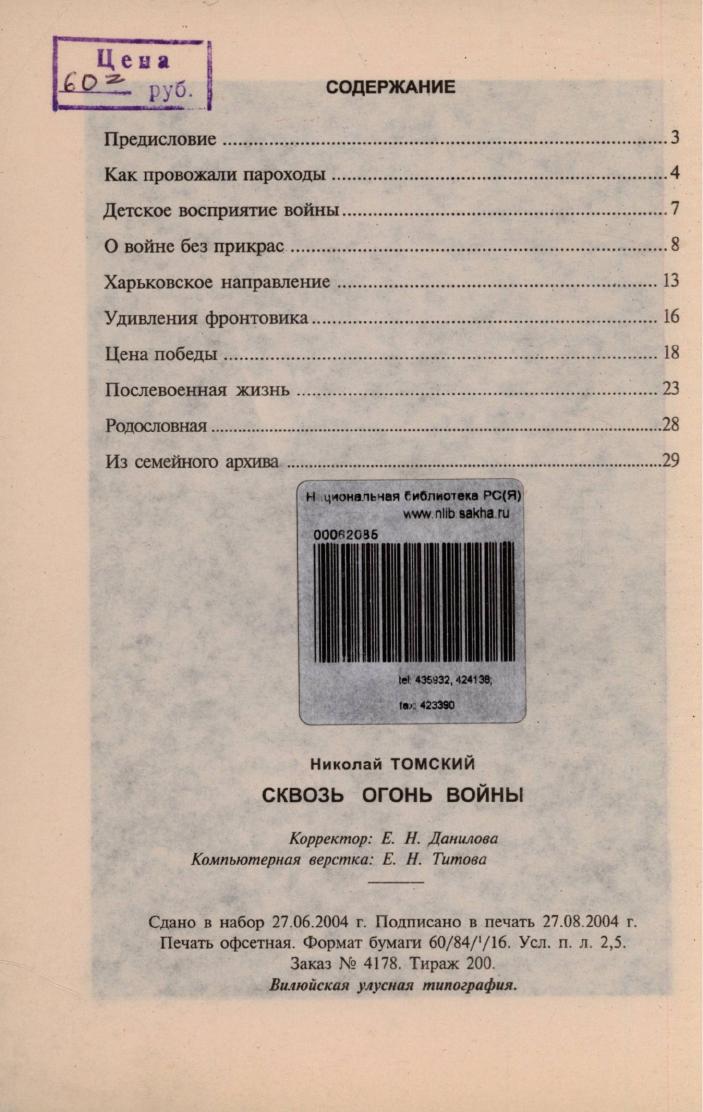 Цена
60= руб.
СОДЕРЖАНИЕ
Предисловие ........ 3
Как провожали пароходы ........ 4
Детское восприятие войны ........ 7
О войне без прикрас ........ 8
Харьковское направление ........ 13
Удивления фронтовика ........ 16
Цена победы ........ 18
Послевоенная жизнь ........ 23
Родословная ........ 28
Из семейного архива ........ 29
Н циональная библиотека РС(Я)
www.nlib.sakha.ru
00062085
tel: 435932, 424138;
fax: 423390
Николай ТОМСКИЙ
СКВОЗЬ ОГОНЬ ВОЙНЫ
Корректор: Е. Н. Данилова
Компьютерная верстка: Е. Н. Титова
Сдано в набор 27.06.2004 г. Подписано в печать 27.08.2004 г.
Печать офсетная. Формат бумаги 60/84/¹/16. Усл. п. л. 2,5.
Заказ № 4178. Тираж 200.
Вилюйская улусная типография.